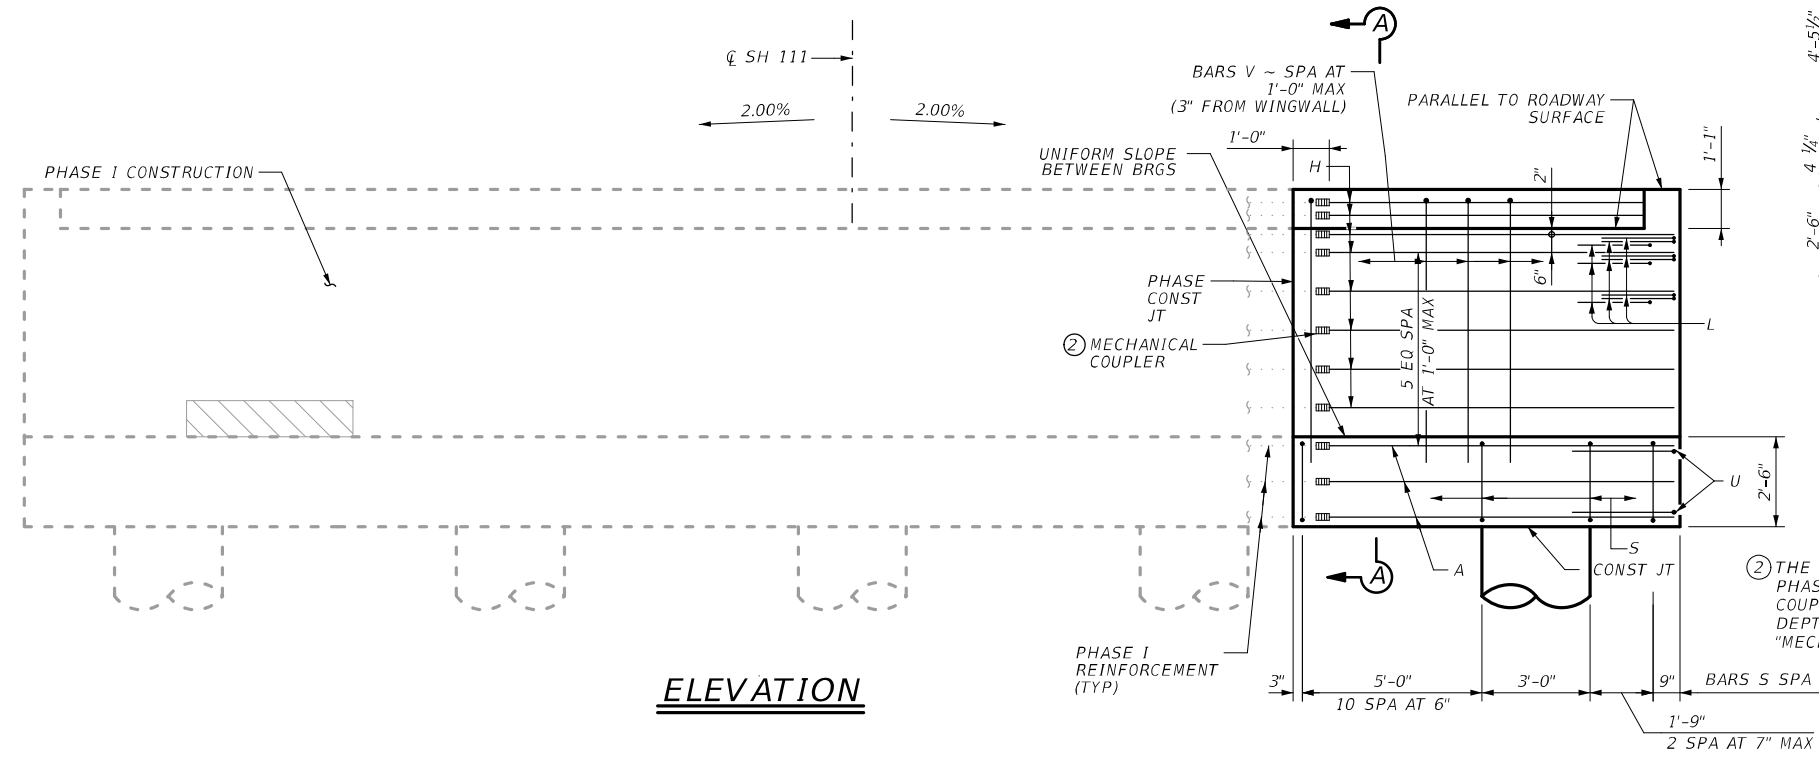 A
4'-5½"
℄ SH 111
BARS V ~ SPA AT
1'-0" MAX
(3" FROM WINGWALL)
PARALLEL TO ROADWAY
SURFACE
2.00%
2.00%
1'-0"
1'-1"
4 ¼"
UNIFORM SLOPE
BETWEEN BRGS
H
2"
PHASE I CONSTRUCTION
2'-6"
6"
PHASE
CONST
JT
5 EQ SPA
AT 1'-0" MAX
L
2 MECHANICAL
COUPLER
U
2'-6"
S
A
CONST JT
A
2 THE
PHAS
COUP
DEPT
"MEC
PHASE I
REINFORCEMENT
(TYP)
ELEVATION
3"
5'-0"
10 SPA AT 6"
3'-0"
9"
BARS S SPA
1'-9"
2 SPA AT 7" MAX